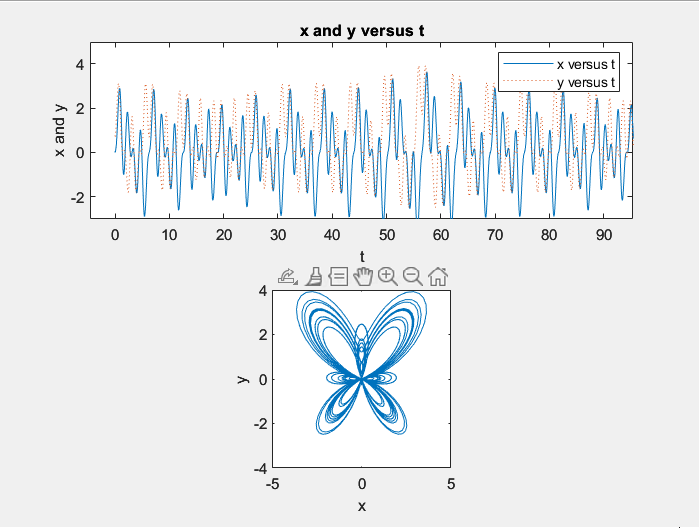 x and y versus t
x versus t
y versus t
x and y
4
2
0
-2
0 10 20 30 40 50 60 70 80 90
t
4
2
0
-2
-4
y
-5 0 5
x